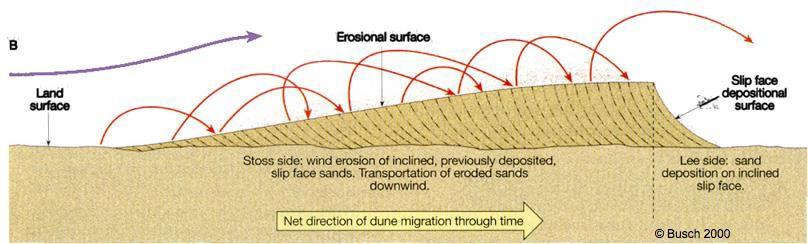 B
Erosional surface
Land
surface
Slip face
depositional
surface
Stoss side: wind erosion of inclined, previously deposited,
slip face sands. Transportation of eroded sands
downwind.
Lee side: sand
deposition on inclined
slip face.
Net direction of dune migration through time
© Busch 2000